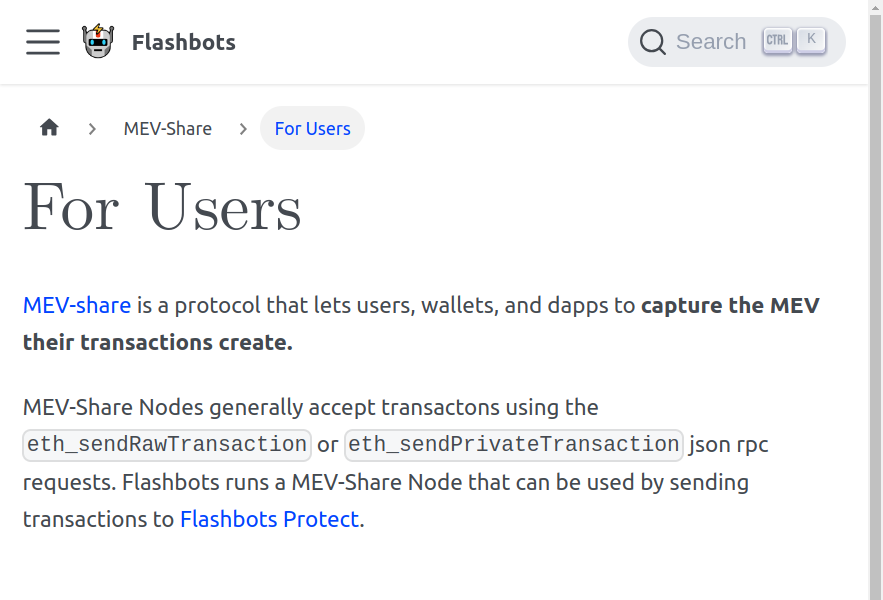 Flashbots
Search CTRL K
MEV-Share
For Users
For Users
MEV-share is a protocol that lets users, wallets, and dapps to capture the MEV
their transactions create.
MEV-Share Nodes generally accept transactons using the
eth_sendRawTransaction or eth_sendPrivateTransaction json rpc
requests. Flashbots runs a MEV-Share Node that can be used by sending
transactions to Flashbots Protect.